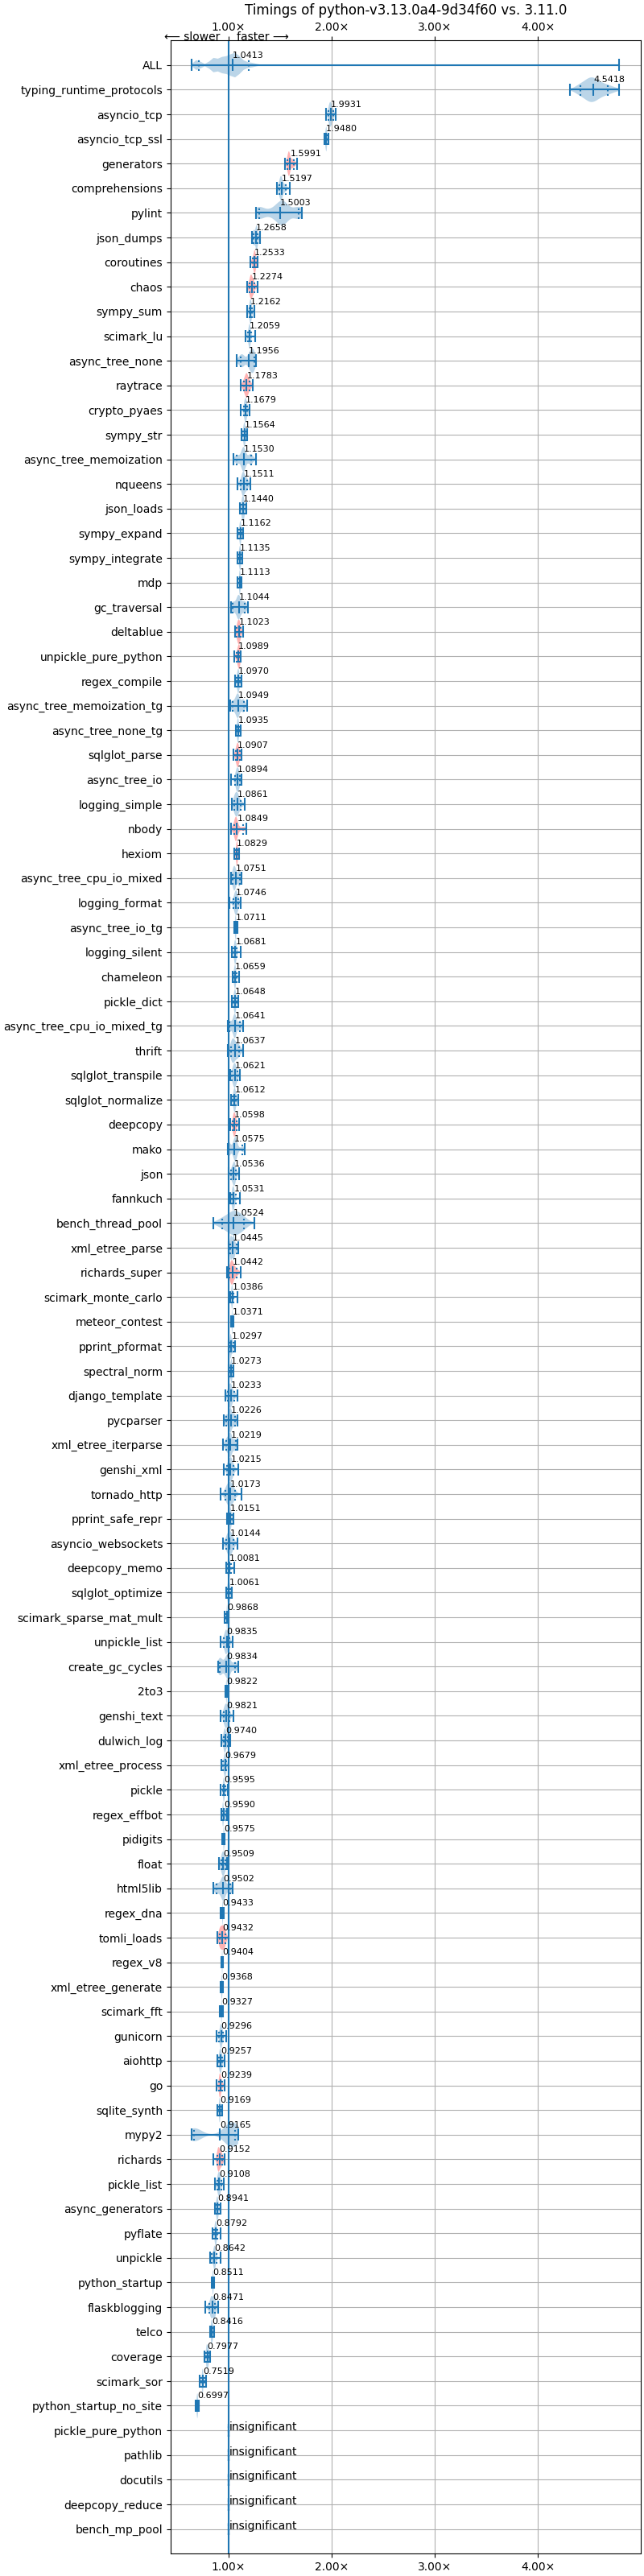 Timings of python-v3.13.0a4-9d34f60 vs. 3.11.0
1.00× 2.00× 3.00× 4.00×
⟵ slower faster ⟶
ALL 1.0413
typing_runtime_protocols 4.5418
asyncio_tcp 1.9931
asyncio_tcp_ssl 1.9480
generators 1.5991
comprehensions 1.5197
pylint 1.5003
json_dumps 1.2658
coroutines 1.2533
chaos 1.2274
sympy_sum 1.2162
scimark_lu 1.2059
async_tree_none 1.1956
raytrace 1.1783
crypto_pyaes 1.1679
sympy_str 1.1564
async_tree_memoization 1.1530
nqueens 1.1511
json_loads 1.1440
sympy_expand 1.1162
sympy_integrate 1.1135
mdp 1.1113
gc_traversal 1.1044
deltablue 1.1023
unpickle_pure_python 1.0989
regex_compile 1.0970
async_tree_memoization_tg 1.0949
async_tree_none_tg 1.0935
sqlglot_parse 1.0907
async_tree_io 1.0894
logging_simple 1.0861
nbody 1.0849
hexiom 1.0829
async_tree_cpu_io_mixed 1.0751
logging_format 1.0746
async_tree_io_tg 1.0711
logging_silent 1.0681
chameleon 1.0659
pickle_dict 1.0648
async_tree_cpu_io_mixed_tg 1.0641
thrift 1.0637
sqlglot_transpile 1.0621
sqlglot_normalize 1.0612
deepcopy 1.0598
mako 1.0575
json 1.0536
fannkuch 1.0531
bench_thread_pool 1.0524
xml_etree_parse 1.0445
richards_super 1.0442
scimark_monte_carlo 1.0386
meteor_contest 1.0371
pprint_pformat 1.0297
spectral_norm 1.0273
django_template 1.0233
pycparser 1.0226
xml_etree_iterparse 1.0219
genshi_xml 1.0215
tornado_http 1.0173
pprint_safe_repr 1.0151
asyncio_websockets 1.0144
deepcopy_memo 1.0081
sqlglot_optimize 1.0061
scimark_sparse_mat_mult 0.9868
unpickle_list 0.9835
create_gc_cycles 0.9834
2to3 0.9822
genshi_text 0.9821
dulwich_log 0.9740
xml_etree_process 0.9679
pickle 0.9595
regex_effbot 0.9590
pidigits 0.9575
float 0.9509
html5lib 0.9502
regex_dna 0.9433
tomli_loads 0.9432
regex_v8 0.9404
xml_etree_generate 0.9368
scimark_fft 0.9327
gunicorn 0.9296
aiohttp 0.9257
go 0.9239
sqlite_synth 0.9169
mypy2 0.9165
richards 0.9152
pickle_list 0.9108
async_generators 0.8941
pyflate 0.8792
unpickle 0.8642
python_startup 0.8511
flaskblogging 0.8471
telco 0.8416
coverage 0.7977
scimark_sor 0.7519
python_startup_no_site 0.6997
pickle_pure_python insignificant
pathlib insignificant
docutils insignificant
deepcopy_reduce insignificant
bench_mp_pool insignificant
1.00× 2.00× 3.00× 4.00×